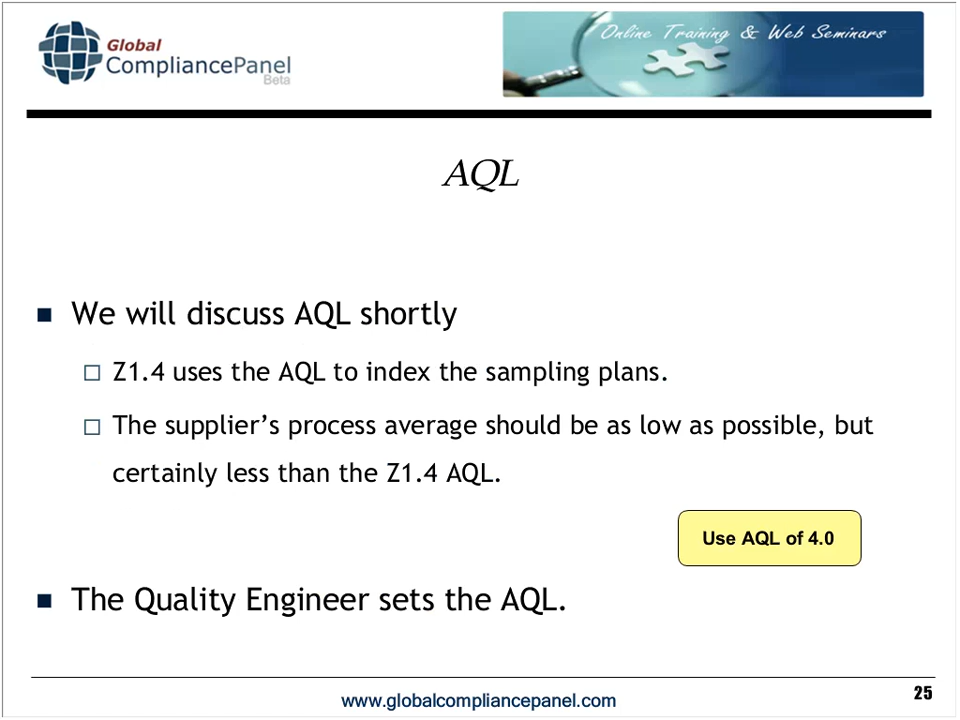 Global
CompliancePanel
Beta
Online Training & Web Seminars
AQL
We will discuss AQL shortly
Z1.4 uses the AQL to index the sampling plans.
The supplier’s process average should be as low as possible, but
certainly less than the Z1.4 AQL.
Use AQL of 4.0
The Quality Engineer sets the AQL.
www.globalcompliancepanel.com
25